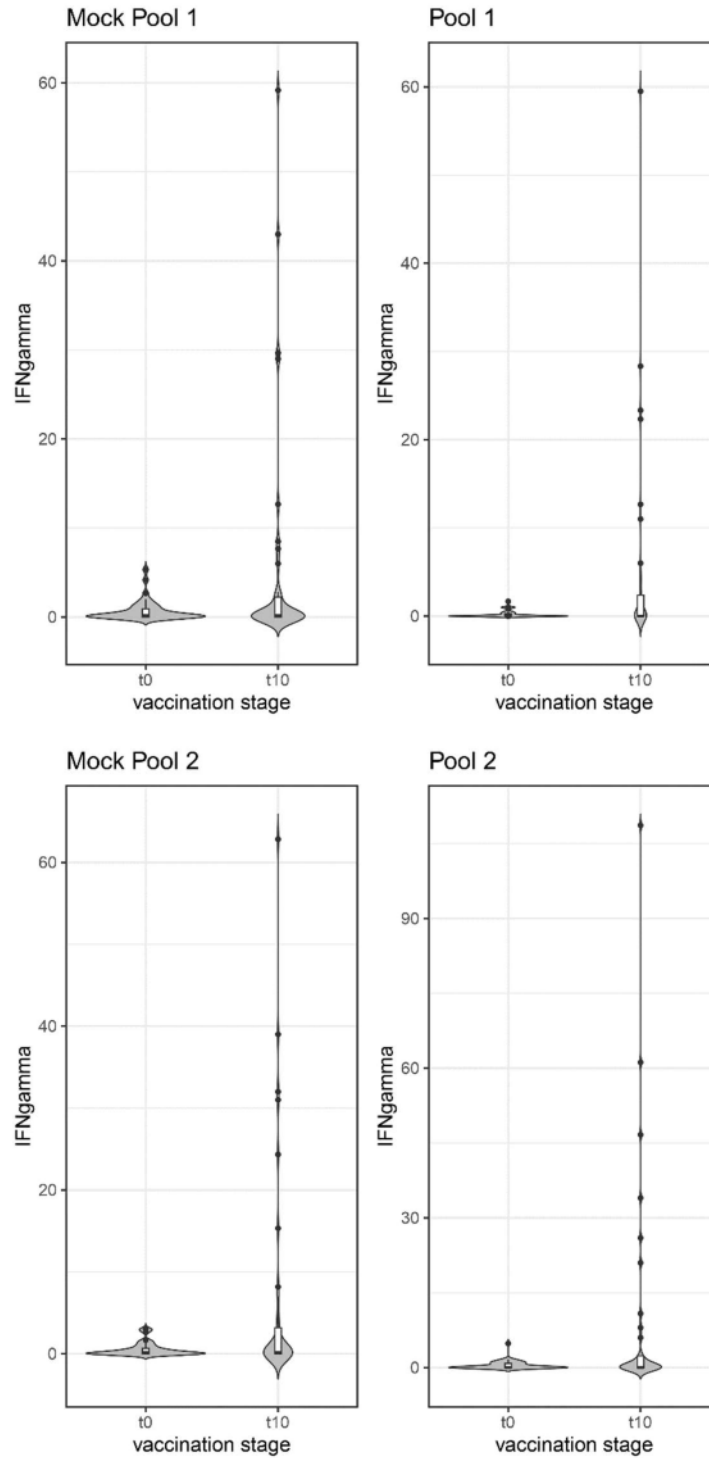 Mock Pool 1
Pool 1
60
40
20
0
IFNgamma
t0 t10
vaccination stage
60
40
20
0
IFNgamma
t0 t10
vaccination stage
Mock Pool 2
Pool 2
60
40
20
0
IFNgamma
t0 t10
vaccination stage
90
60
30
0
IFNgamma
t0 t10
vaccination stage